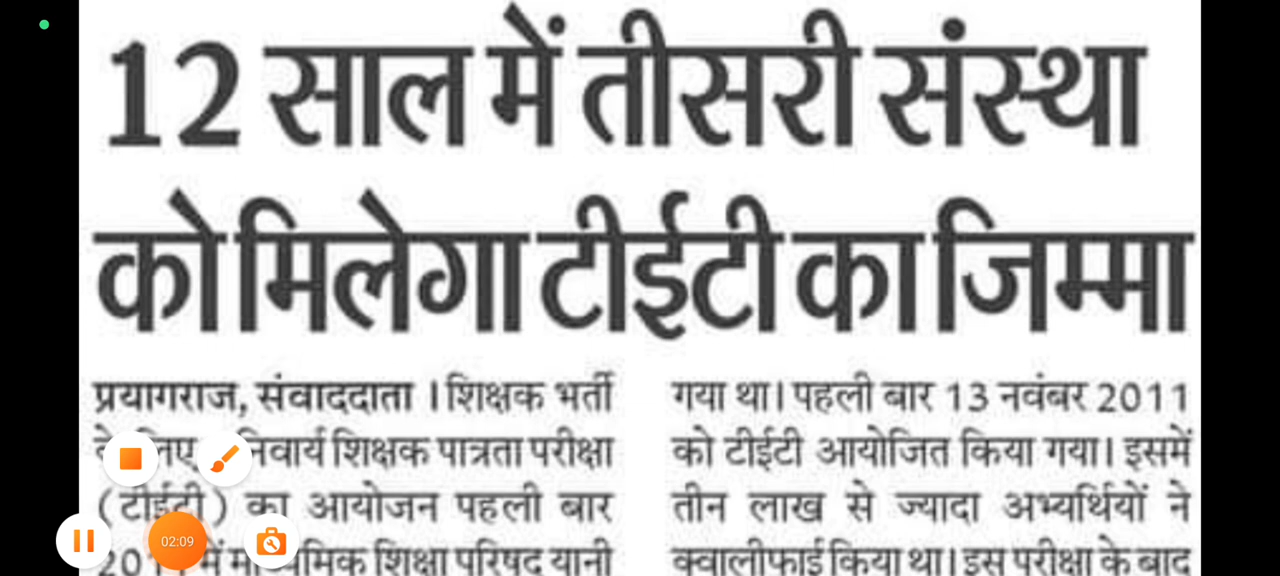 12 साल में तीसरी संस्था
को मिलेगा टीईटी का जिम्मा
प्रयागराज, संवाददाता । शिक्षक भर्ती
शिक्षक पात्रता परीक्षा
(टीईटी) का आयोजन पहली बार
में शिक्षा परिषद यानी
गया था। पहली बार 13 नवंबर 2011
को टीईटी आयोजित किया गया। इसमें
तीन लाख से ज्यादा अभ्यर्थियों ने
क्वालीफाई किया था। इस परीक्षा के बाद
02:09